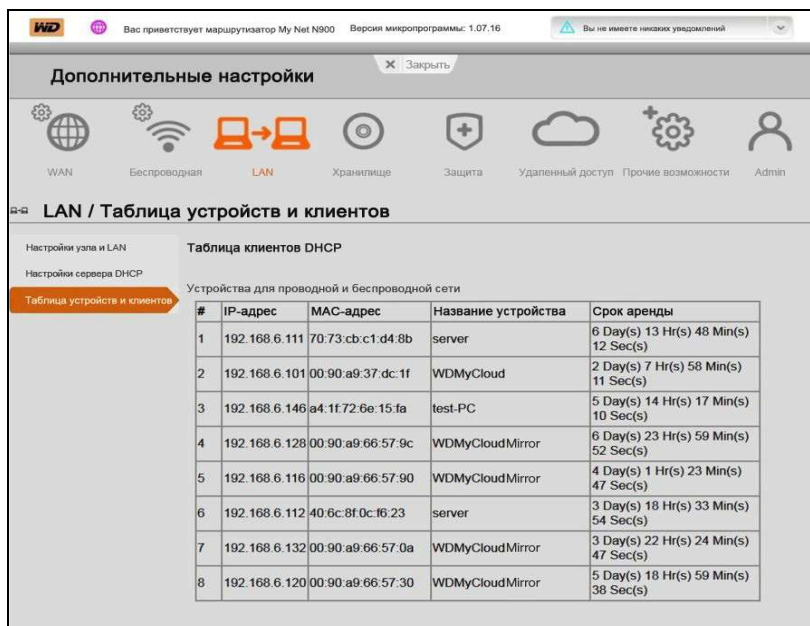 WD Вас приветствует маршрутизатор My Net N900 Версия микропрограммы: 1.07.16 Вы не имеете никаких уведомлений
Дополнительные настройки X Закрыть
WAN Беспроводная LAN Хранилище Защита Удаленный доступ Прочие возможности Admin
LAN / Таблица устройств и клиентов
Настройки узла и LAN
Настройки сервера DHCP
Таблица устройств и клиентов
Таблица клиентов DHCP
Устройства для проводной и беспроводной сети
# IP-адрес MAC-адрес Название устройства Срок аренды
1 192.168.6.111 70:73:cb:c1:d4:8b server 6 Day(s) 13 Hr(s) 48 Min(s)
12 Sec(s)
2 192.168.6.101 00:90:a9:37:dc:1f WDMyCloud 2 Day(s) 7 Hr(s) 58 Min(s)
11 Sec(s)
3 192.168.6.146 a4:1f:72:6e:15:fa test-PC 5 Day(s) 14 Hr(s) 17 Min(s)
10 Sec(s)
4 192.168.6.128 00:90:a9:66:57:9c WDMyCloudMirror 6 Day(s) 23 Hr(s) 59 Min(s)
52 Sec(s)
5 192.168.6.116 00:90:a9:66:57:90 WDMyCloudMirror 4 Day(s) 1 Hr(s) 23 Min(s)
47 Sec(s)
6 192.168.6.112 40:6c:8f:0c:f6:23 server 3 Day(s) 18 Hr(s) 33 Min(s)
54 Sec(s)
7 192.168.6.132 00:90:a9:66:57:0a WDMyCloudMirror 3 Day(s) 22 Hr(s) 24 Min(s)
47 Sec(s)
8 192.168.6.120 00:90:a9:66:57:30 WDMyCloudMirror 5 Day(s) 18 Hr(s) 59 Min(s)
38 Sec(s)